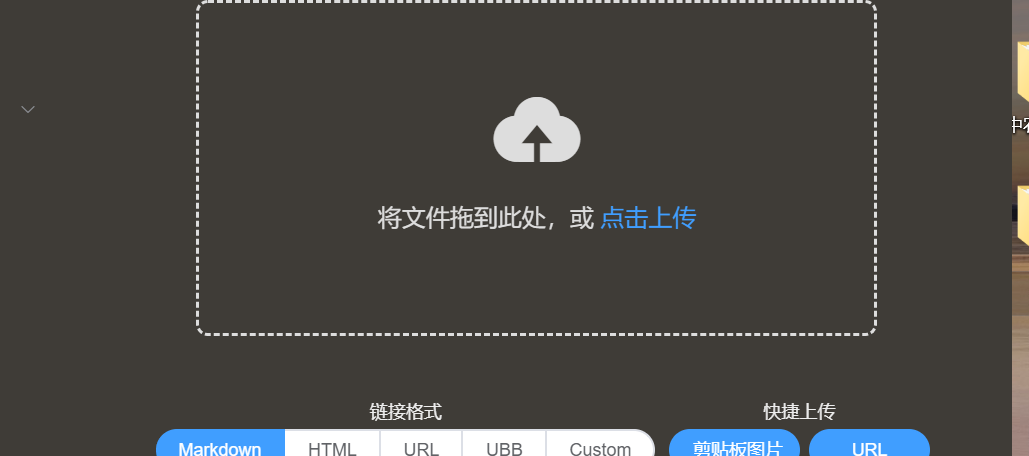 将文件拖到此处，或 点击上传
链接格式
快捷上传
Markdown
HTML
URL
UBB
Custom
剪贴板图片
URL